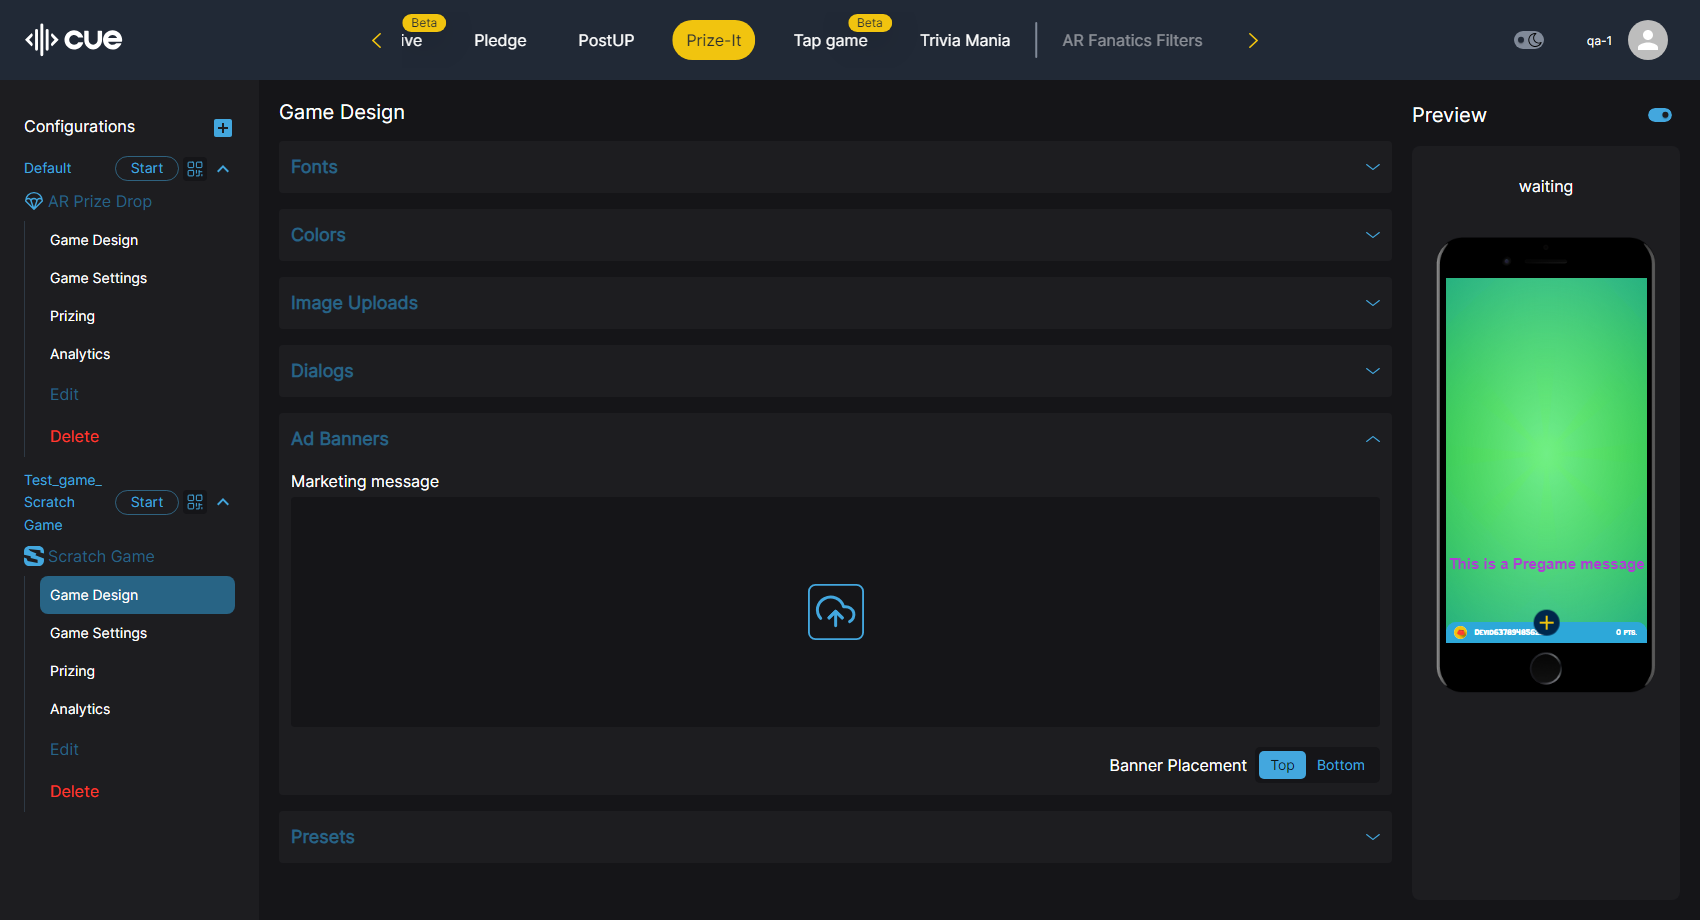 cue
ive
Beta
Pledge
PostUP
Prize-It
Tap game
Beta
Trivia Mania
AR Fanatics Filters
qa-1
Configurations
Default
Start
AR Prize Drop
Game Design
Game Settings
Prizing
Analytics
Edit
Delete
Test_game_
Scratch
Game
Start
Scratch Game
Game Design
Game Settings
Prizing
Analytics
Edit
Delete
Game Design
Fonts
Colors
Image Uploads
Dialogs
Ad Banners
Marketing message
Banner Placement
Top
Bottom
Presets
Preview
waiting
This is a Pregame message
0 PTS.